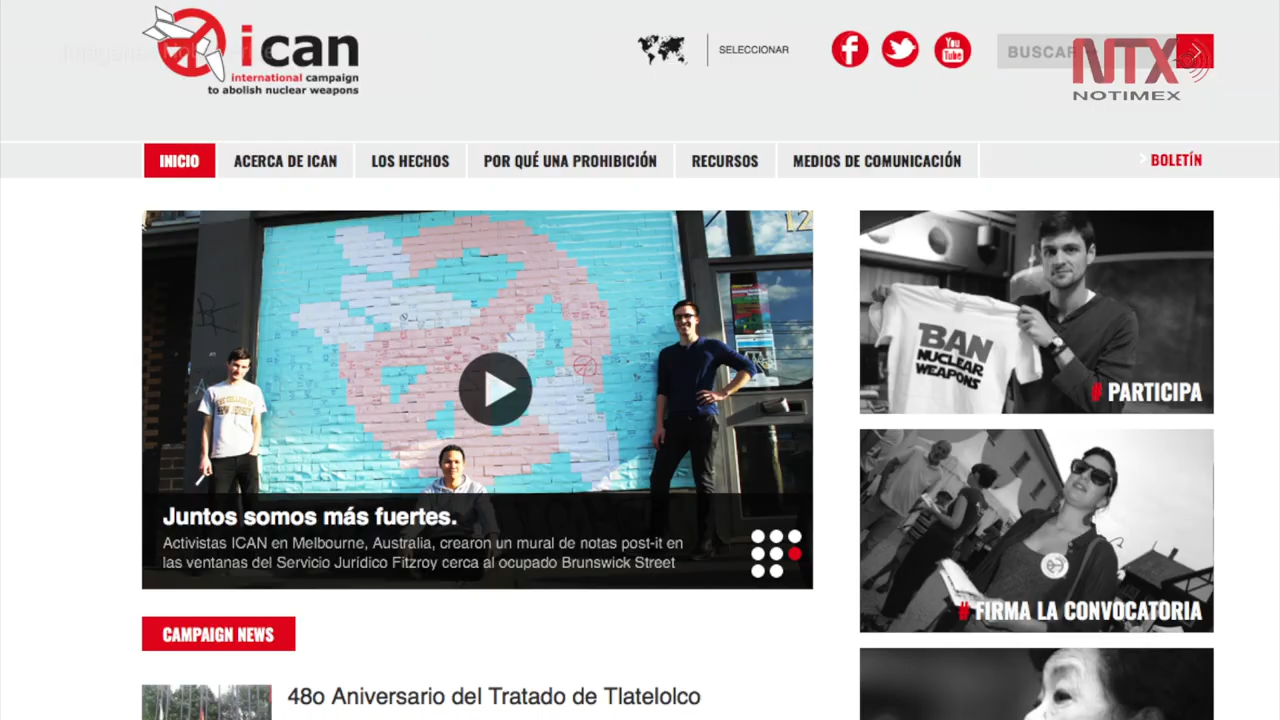 ican
international campaign
to abolish nuclear weapons
SELECCIONAR
You
Tube
BUSCAR
NTX
NOTIMEX
INICIO
ACERCA DE ICAN
LOS HECHOS
POR QUÉ UNA PROHIBICIÓN
RECURSOS
MEDIOS DE COMUNICACIÓN
BOLETÍN
12
BAN
NUCLEAR
WEAPONS
# PARTICIPA
Juntos somos más fuertes.
Activistas ICAN en Melbourne, Australia, crearon un mural de notas post-it en
las ventanas del Servicio Jurídico Fitzroy cerca al ocupado Brunswick Street
# FIRMA LA CONVOCATORIA
CAMPAIGN NEWS
48o Aniversario del Tratado de Tlatelolco